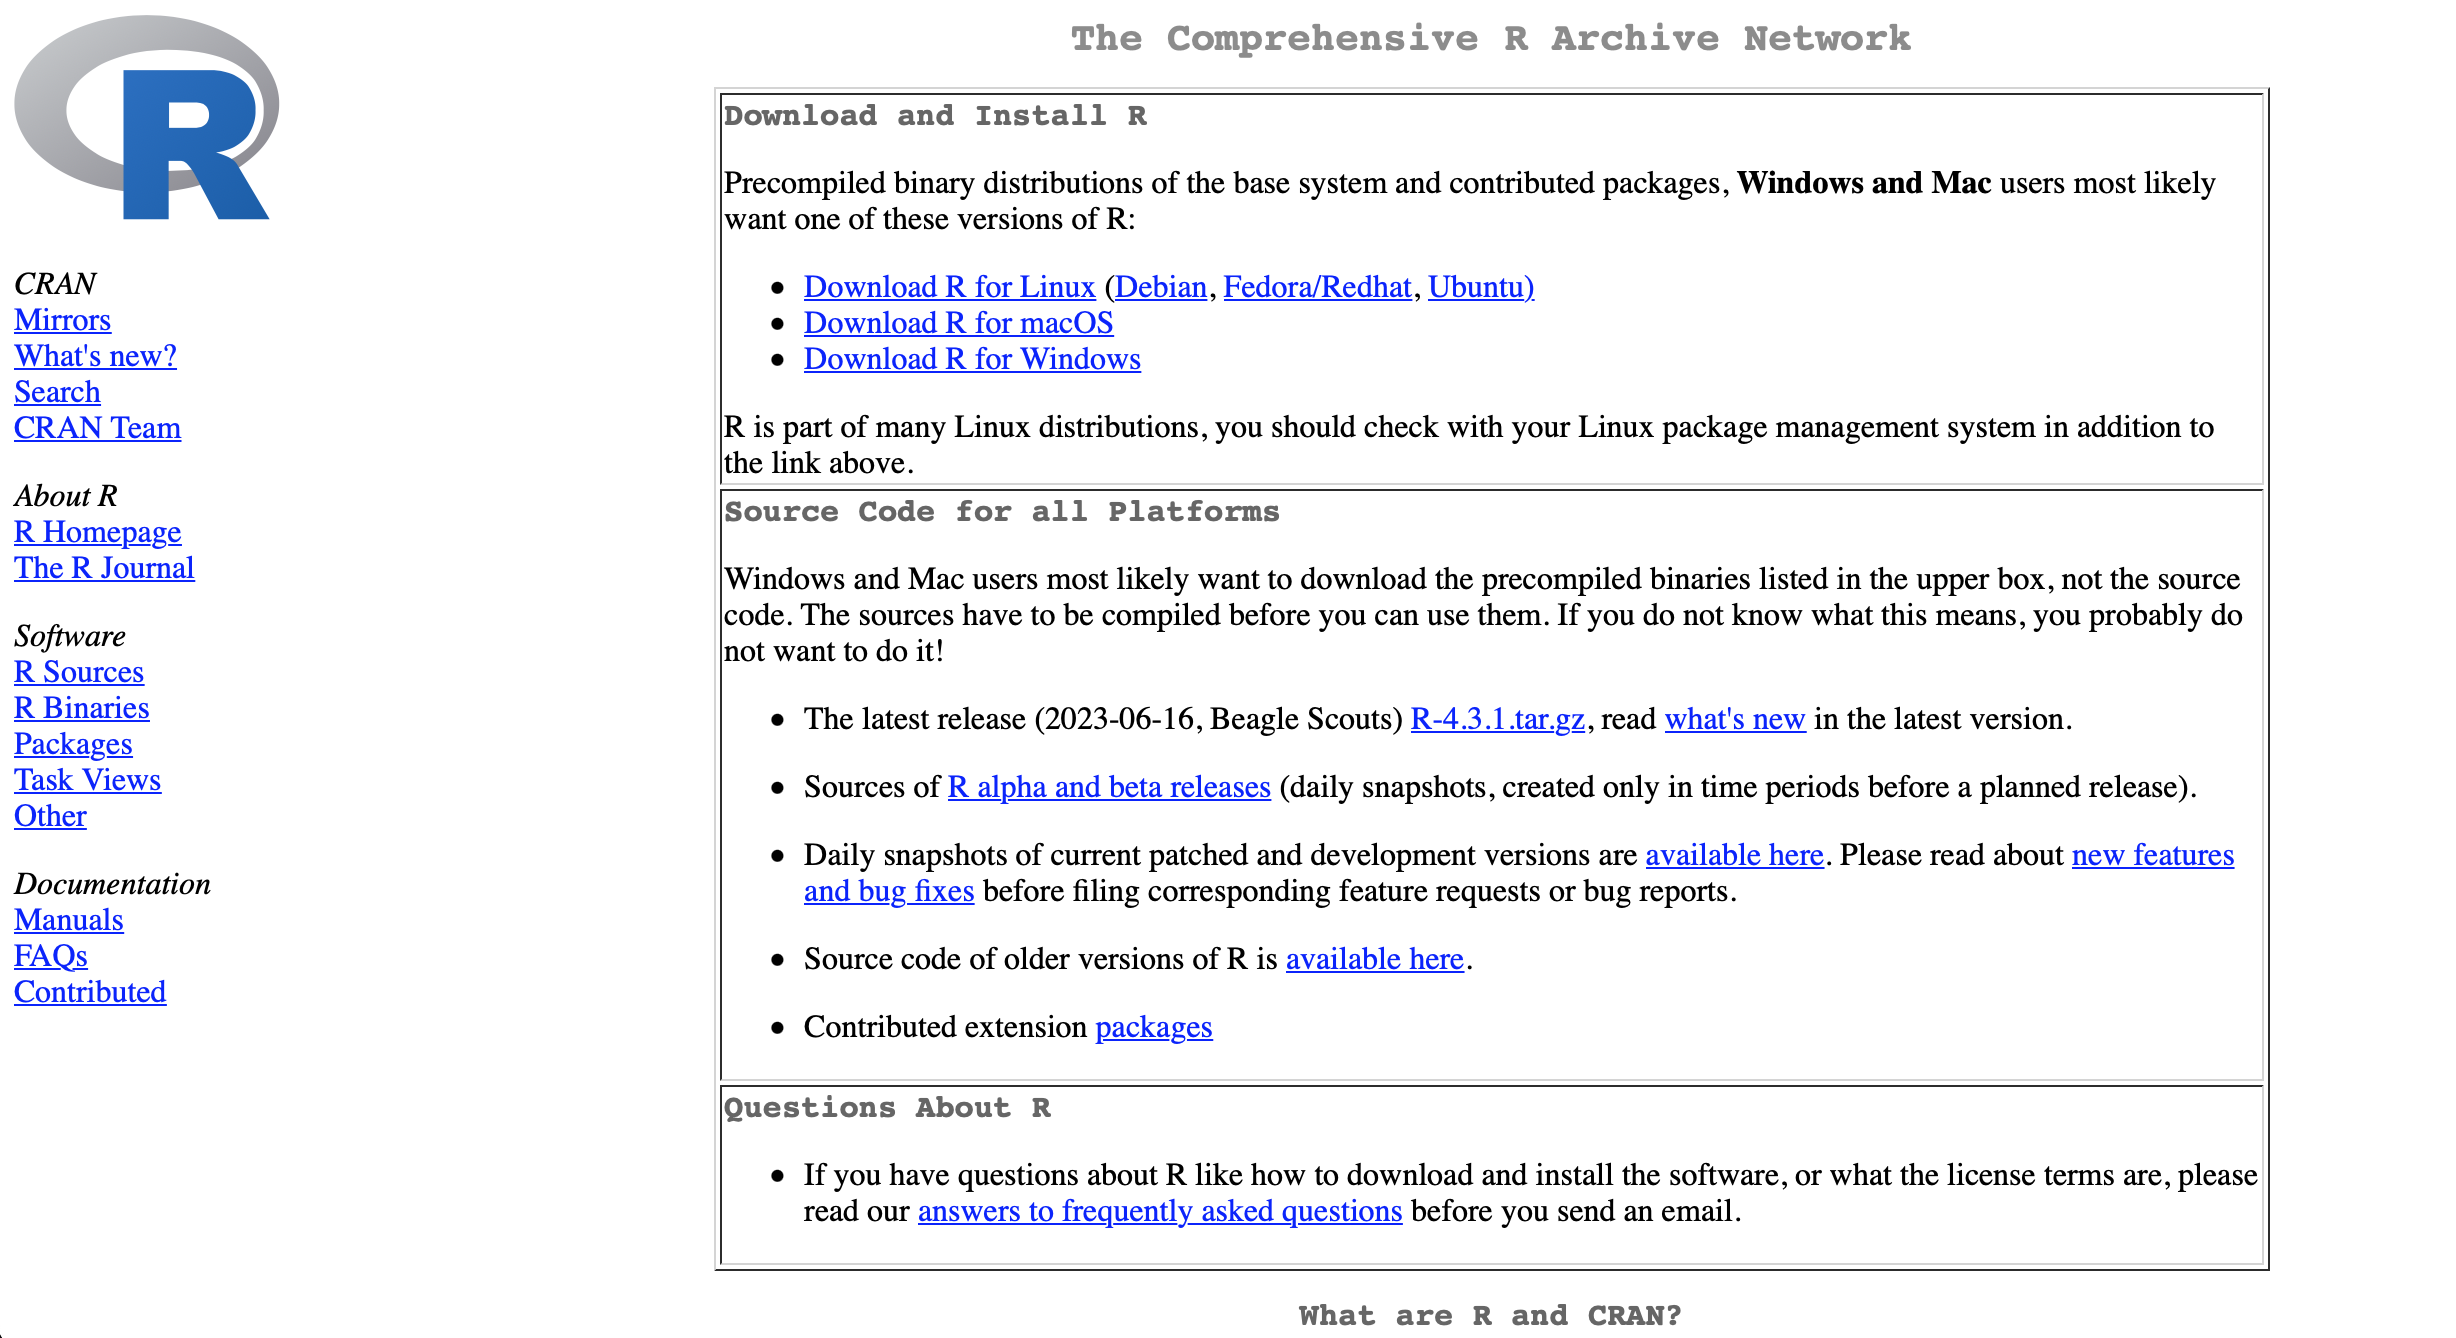 R
CRAN
Mirrors
What's new?
Search
CRAN Team
About R
R Homepage
The R Journal
Software
R Sources
R Binaries
Packages
Task Views
Other
Documentation
Manuals
FAQs
Contributed
The Comprehensive R Archive Network
Download and Install R
Precompiled binary distributions of the base system and contributed packages, Windows and Mac users most likely
want one of these versions of R:
• Download R for Linux (Debian, Fedora/Redhat, Ubuntu)
• Download R for macOS
• Download R for Windows
R is part of many Linux distributions, you should check with your Linux package management system in addition to
the link above.
Source Code for all Platforms
Windows and Mac users most likely want to download the precompiled binaries listed in the upper box, not the source
code. The sources have to be compiled before you can use them. If you do not know what this means, you probably do
not want to do it!
• The latest release (2023-06-16, Beagle Scouts) R-4.3.1.tar.gz, read what's new in the latest version.
• Sources of R alpha and beta releases (daily snapshots, created only in time periods before a planned release).
• Daily snapshots of current patched and development versions are available here. Please read about new features
and bug fixes before filing corresponding feature requests or bug reports.
• Source code of older versions of R is available here.
• Contributed extension packages
Questions About R
• If you have questions about R like how to download and install the software, or what the license terms are, please
read our answers to frequently asked questions before you send an email.
What are R and CRAN?